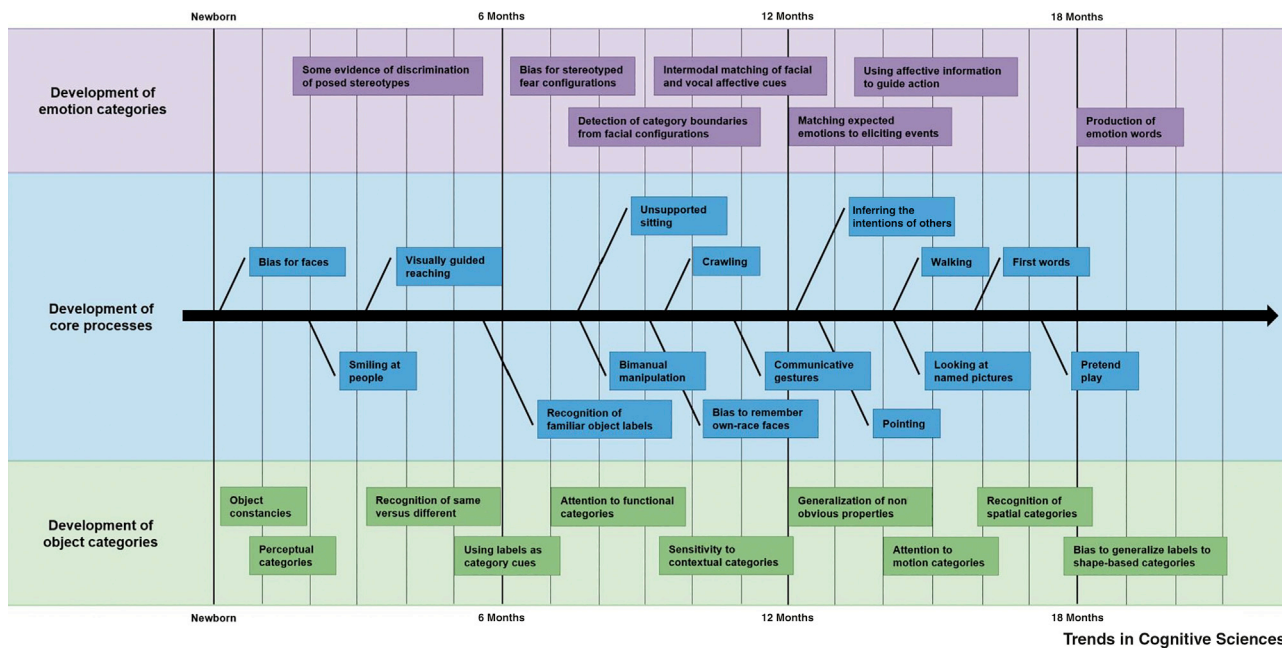 Newborn
6 Months
12 Months
18 Months
Development of
emotion categories
Some evidence of discrimination
of posed stereotypes
Bias for stereotyped
fear configurations
Intermodal matching of facial
and vocal affective cues
Using affective information
to guide action
Detection of category boundaries
from facial configurations
Matching expected
emotions to eliciting events
Production of
emotion words
Development of
core processes
Unsupported
sitting
Inferring the
intentions of others
Bias for faces
Visually guided
reaching
Crawling
Walking
First words
Smiling at
people
Bimanual
manipulation
Communicative
gestures
Looking at
named pictures
Pretend
play
Recognition of
familiar object labels
Bias to remember
own-race faces
Pointing
Development of
object categories
Object
constancies
Recognition of same
versus different
Attention to functional
categories
Generalization of non
obvious properties
Recognition of
spatial categories
Perceptual
categories
Using labels as
category cues
Sensitivity to
contextual categories
Attention to
motion categories
Bias to generalize labels to
shape-based categories
Newborn
6 Months
12 Months
18 Months
Trends in Cognitive Sciences